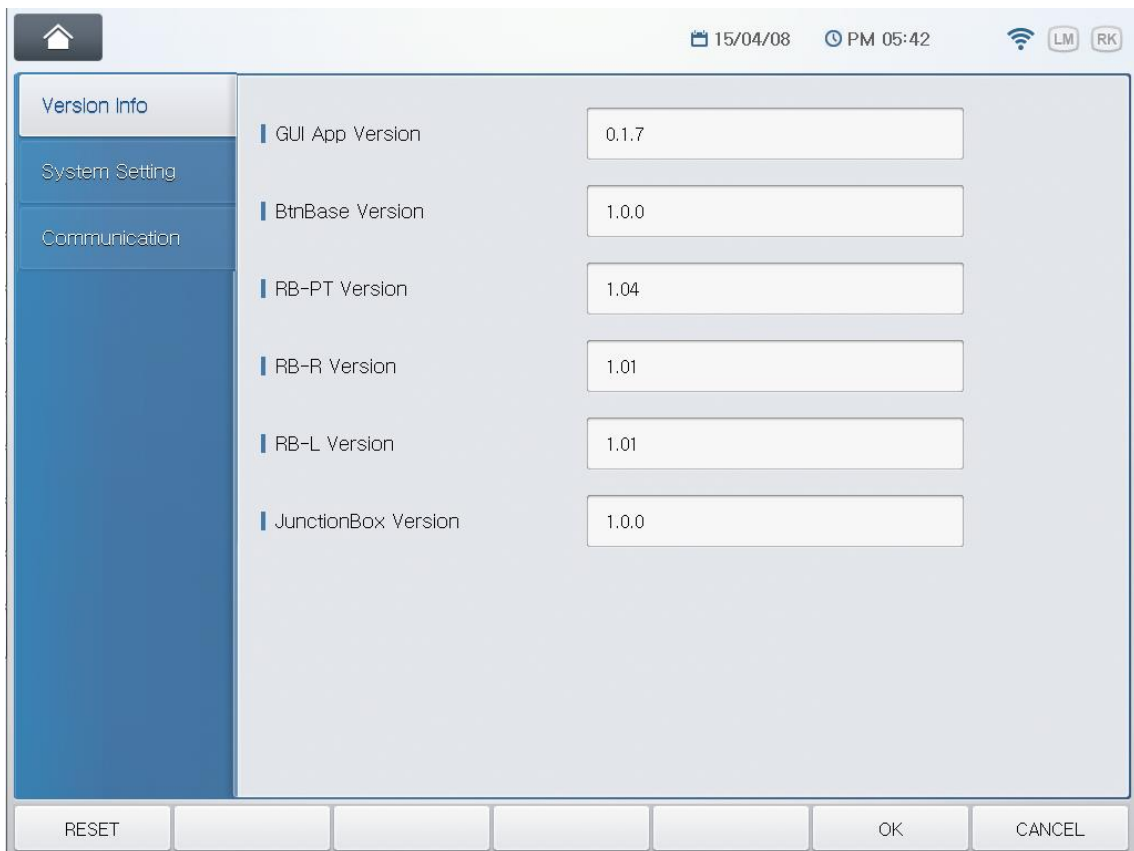 15/04/08 PM 05:42 LM RK
Version Info
GUI App Version 0.1.7
System Setting
BtnBase Version 1.0.0
Communication
RB-PT Version 1.04
RB-R Version 1.01
RB-L Version 1.01
JunctionBox Version 1.0.0
RESET OK CANCEL